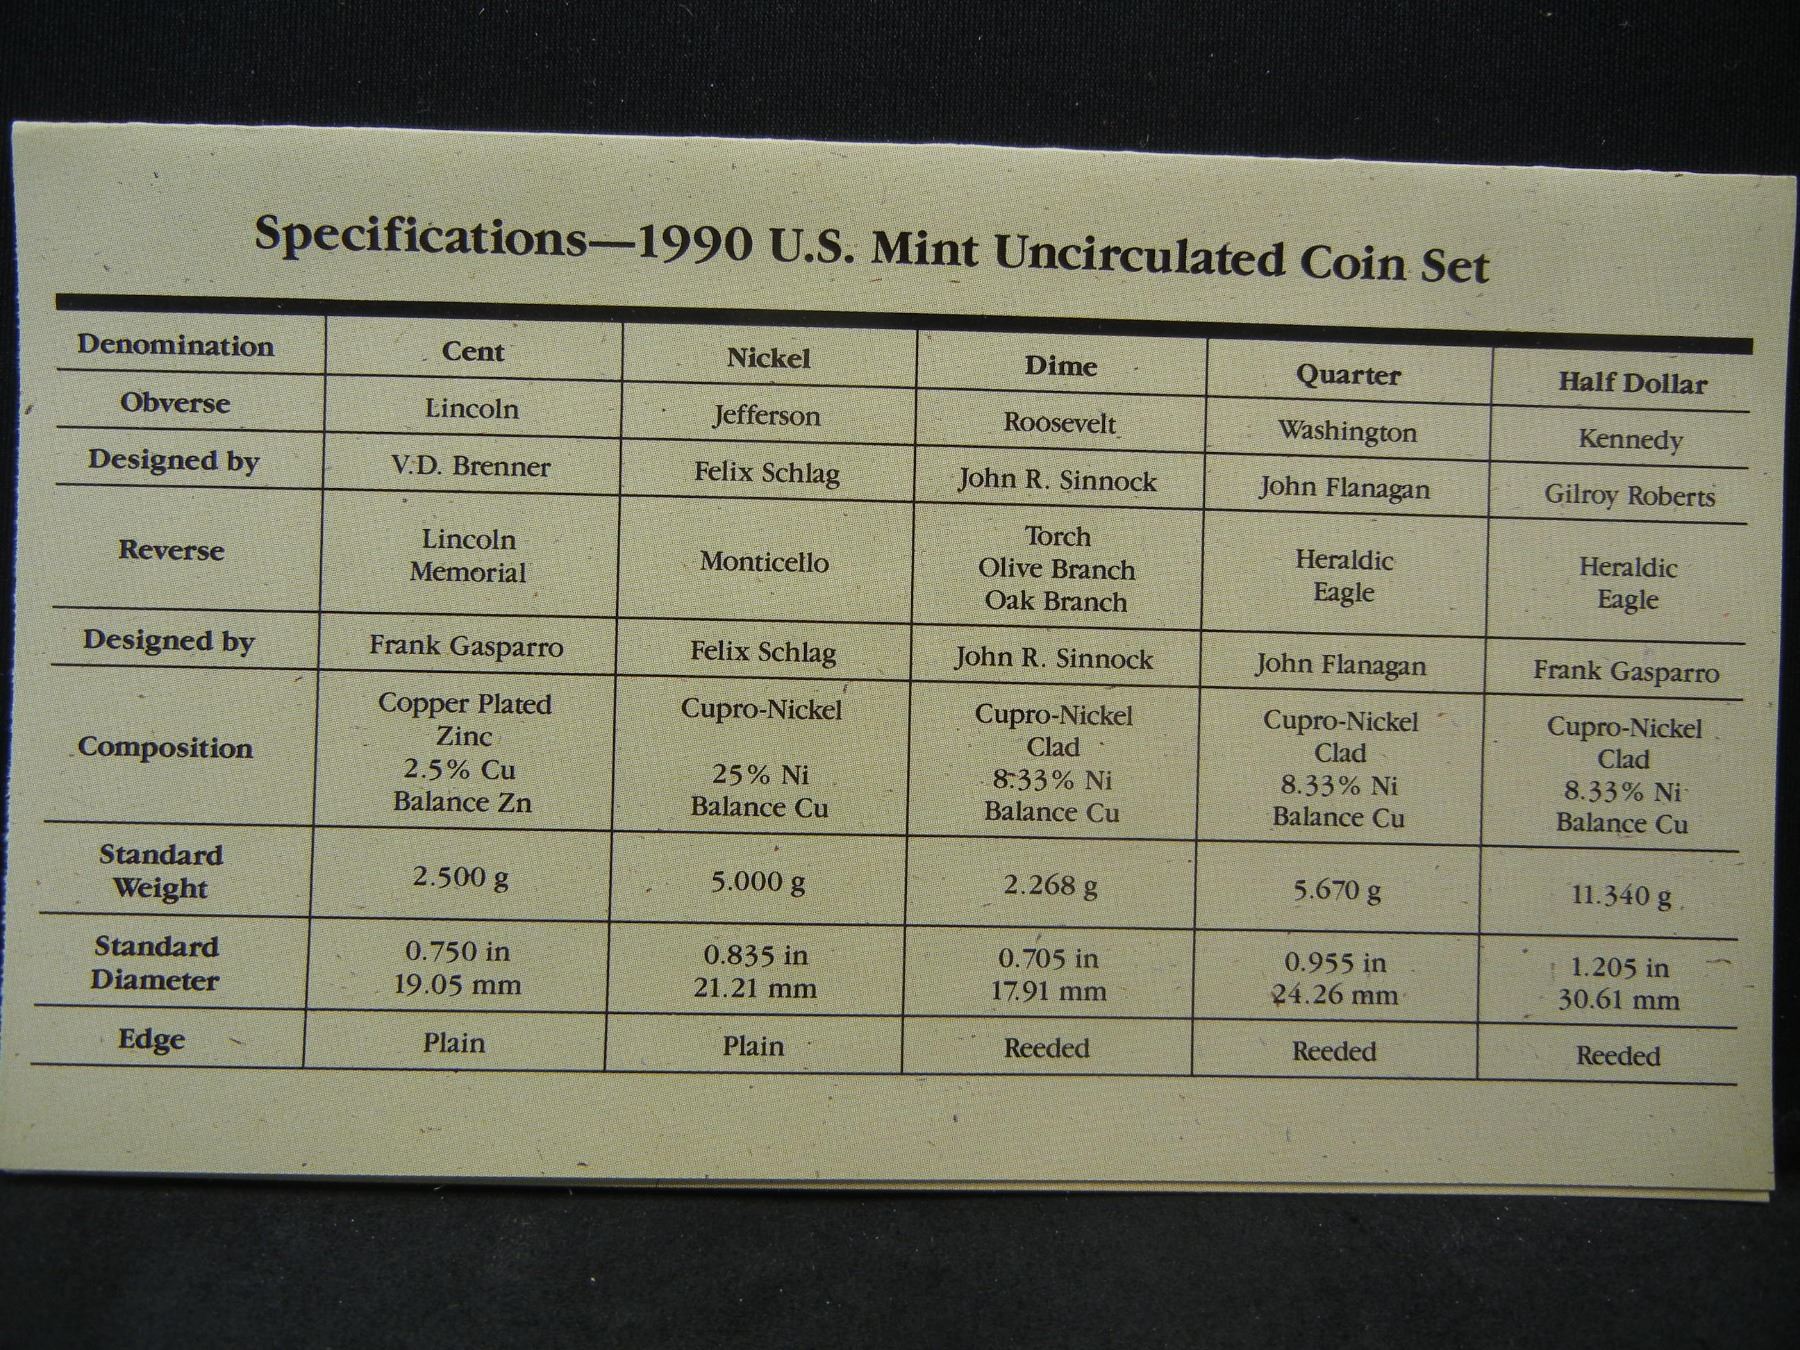 Specifications—1990 U.S. Mint Uncirculated Coin Set
Denomination Cent Nickel Dime Quarter Half Dollar
Obverse Lincoln Jefferson Roosevelt Washington Kennedy
Designed by V.D. Brenner Felix Schlag John R. Sinnock John Flanagan Gilroy Roberts
Reverse Lincoln Memorial Monticello Torch Olive Branch Oak Branch Heraldic Eagle Heraldic Eagle
Designed by Frank Gasparro Felix Schlag John R. Sinnock John Flanagan Frank Gasparro
Composition Copper Plated Zinc 2.5% Cu Balance Zn Cupro-Nickel 25% Ni Balance Cu Cupro-Nickel Clad 8.33% Ni Balance Cu Cupro-Nickel Clad 8.33% Ni Balance Cu Cupro-Nickel Clad 8.33% Ni Balance Cu
Standard Weight 2.500 g 5.000 g 2.268 g 5.670 g 11.340 g
Standard Diameter 0.750 in 19.05 mm 0.835 in 21.21 mm 0.705 in 17.91 mm 0.955 in 24.26 mm 1.205 in 30.61 mm
Edge Plain Plain Reeded Reeded Reeded